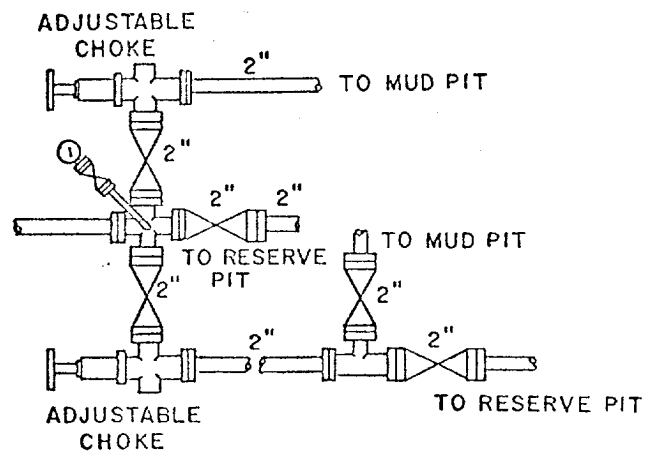 ADJUSTABLE
CHOKE
2"
TO MUD PIT
2"
1
2"
2"
TO MUD PIT
TO RESERVE
PIT
2"
2"
2"
2"
TO RESERVE PIT
ADJUSTABLE
CHOKE